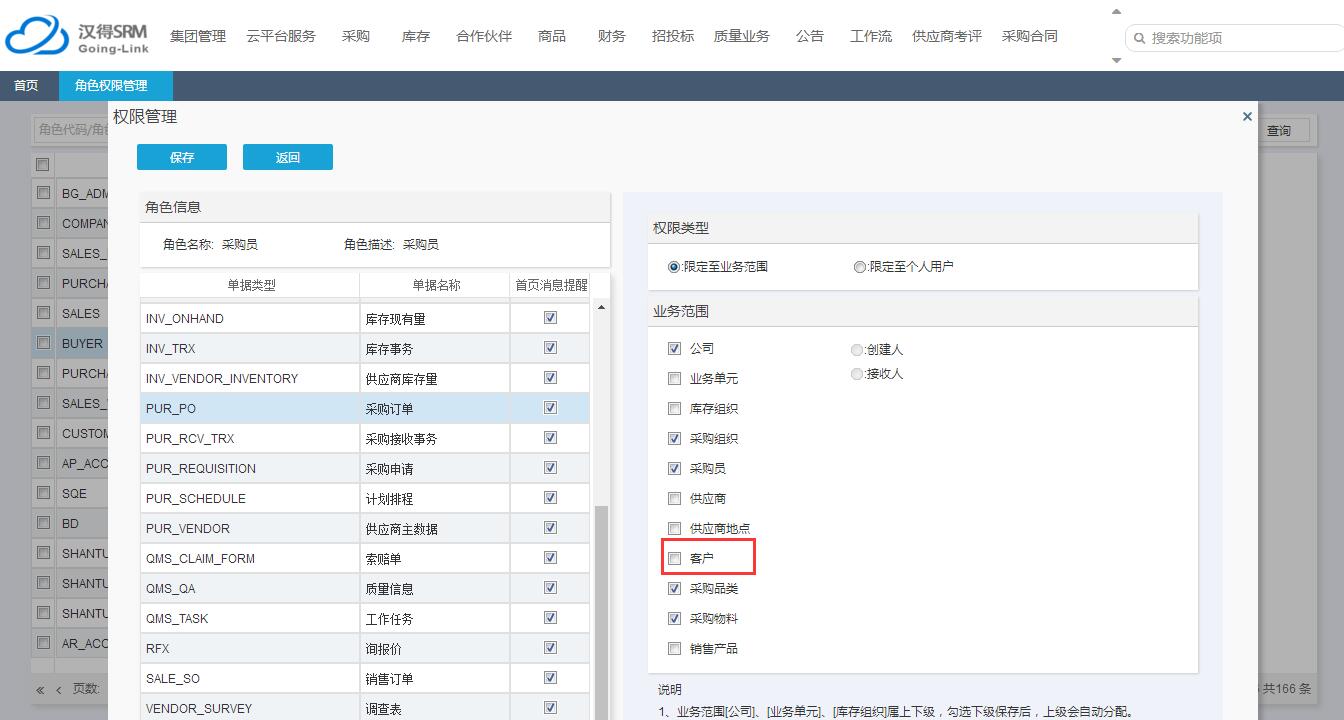 汉得SRM
Going-Link
集团管理 云平台服务 采购 库存 合作伙伴 商品 财务 招投标 质量业务 公告 工作流 供应商考评 采购合同
搜索功能项
首页 角色权限管理
权限管理 ×
角色代码/角 查询
保存 返回
BG_ADM
COMPAN
SALES_
PURCHA
SALES
BUYER
PURCHA
SALES_
CUSTOM
AP_ACC
SQE
BD
SHANTU
SHANTU
SHANTU
AR_ACC
« ‹ 页数:
角色信息
角色名称: 采购员 角色描述: 采购员
单据类型 单据名称 首页消息提醒
INV_ONHAND 库存现有量
INV_TRX 库存事务
INV_VENDOR_INVENTORY 供应商库存量
PUR_PO 采购订单
PUR_RCV_TRX 采购接收事务
PUR_REQUISITION 采购申请
PUR_SCHEDULE 计划排程
PUR_VENDOR 供应商主数据
QMS_CLAIM_FORM 索赔单
QMS_QA 质量信息
QMS_TASK 工作任务
RFX 询报价
SALE_SO 销售订单
VENDOR_SURVEY 调查表
权限类型
:限定至业务范围 :限定至个人用户
业务范围
公司 :创建人
业务单元 :接收人
库存组织
采购组织
采购员
供应商
供应商地点
客户
采购品类
采购物料
销售产品
说明
1、业务范围[公司]、[业务单元]、[库存组织]属上下级，勾选下级保存后，上级会自动分配。
共166 条